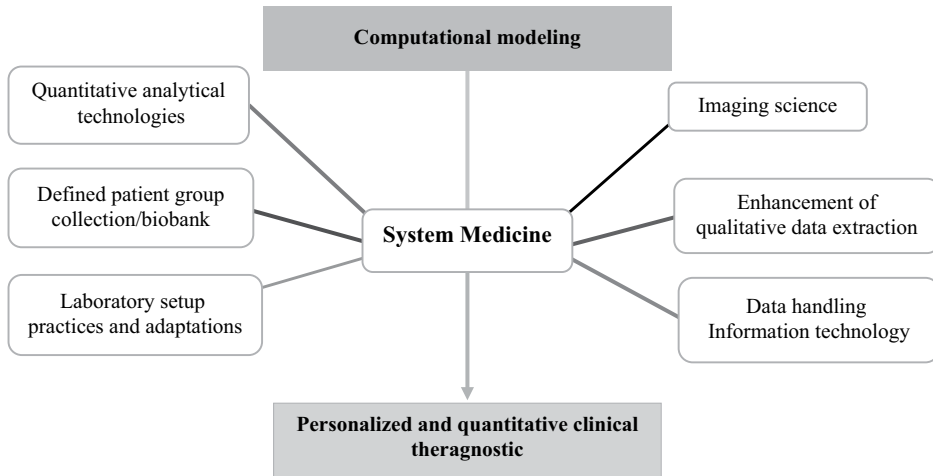 Computational modeling
Quantitative analytical
technologies
Imaging science
Defined patient group
collection/biobank
System Medicine
Enhancement of
qualitative data extraction
Laboratory setup
practices and adaptations
Data handling
Information technology
Personalized and quantitative clinical
theragnostic